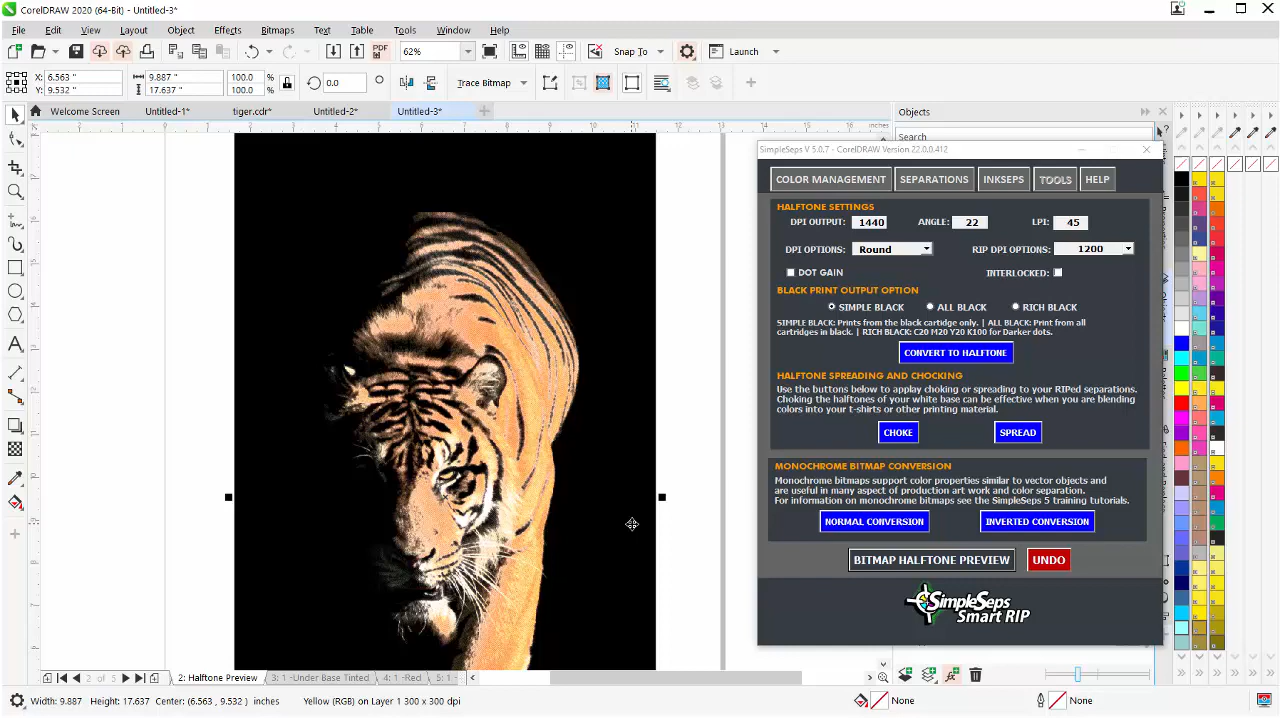 CorelDRAW 2020 (64-Bit) - Untitled-3*
File Edit View Layout Object Effects Bitmaps Text Table Tools Window Help
PDF 62% Snap To Launch
X: 6.563 " 9.887 " 100.0 % 0.0 ° Trace Bitmap
Y: 9.532 " 17.637 " 100.0 %
Welcome Screen Untitled-1* tiger.cdr* Untitled-2* Untitled-3* Objects
inches
Search
SimpleSeps V 5.0.7 - CorelDRAW Version 22.0.0.412
COLOR MANAGEMENT SEPARATIONS INKSEPS TOOLS HELP
HALFTONE SETTINGS
DPI OUTPUT: 1440 ANGLE: 22 LPI: 45
DPI OPTIONS: Round RIP DPI OPTIONS: 1200
DOT GAIN INTERLOCKED:
BLACK PRINT OUTPUT OPTION
SIMPLE BLACK ALL BLACK RICH BLACK
SIMPLE BLACK: Prints from the black cartidge only. | ALL BLACK: Print from all
cartridges in black. | RICH BLACK: C20 M20 Y20 K100 for Darker dots.
CONVERT TO HALFTONE
HALFTONE SPREADING AND CHOCKING
Use the buttons below to applay choking or spreading to your RIPed separations.
Choking the halftones of your white base can be effective when you are blending
colors into your t-shirts or other printing material.
CHOKE SPREAD
MONOCHROME BITMAP CONVERSION
Monochrome bitmaps support color properties similar to vector objects and
are useful in many aspect of production art work and color separation.
For information on monochrome bitmaps see the SimpleSeps 5 training tutorials.
NORMAL CONVERSION INVERTED CONVERSION
BITMAP HALFTONE PREVIEW UNDO
SimpleSeps
Smart RIP
2 of 5 2: Halftone Preview 3: 1 -Under Base Tinted 4: 1 -Red 5: 1-
Width: 9.887 Height: 17.637 Center: (6.563, 9.532 ) inches Yellow (RGB) on Layer 1 300 x 300 dpi None None